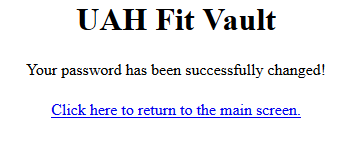 UAH Fit Vault
Your password has been successfully changed!
Click here to return to the main screen.